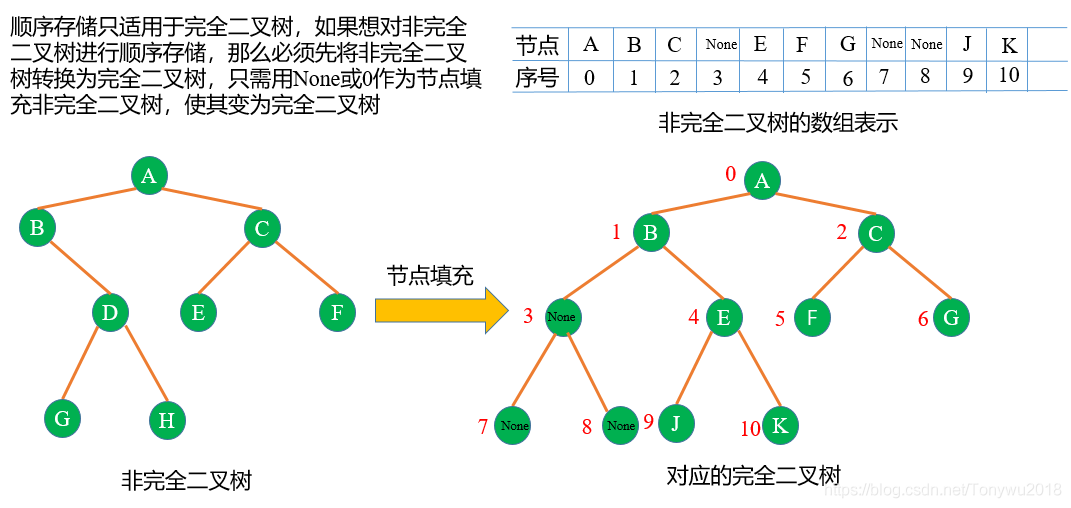 顺序存储只适用于完全二叉树，如果想对非完全
二叉树进行顺序存储，那么必须先将非完全二叉
树转换为完全二叉树，只需用None或0作为节点填
充非完全二叉树，使其变为完全二叉树
节点 A B C None E F G None None J K
序号 0 1 2 3 4 5 6 7 8 9 10
非完全二叉树的数组表示
A
B C
D E F
G H
非完全二叉树
节点填充
0 A
1 B 2 C
3 None 4 E 5 F 6 G
7 None 8 None 9 J 10 K
对应的完全二叉树
https://blog.csdn.net/Tonywu2018